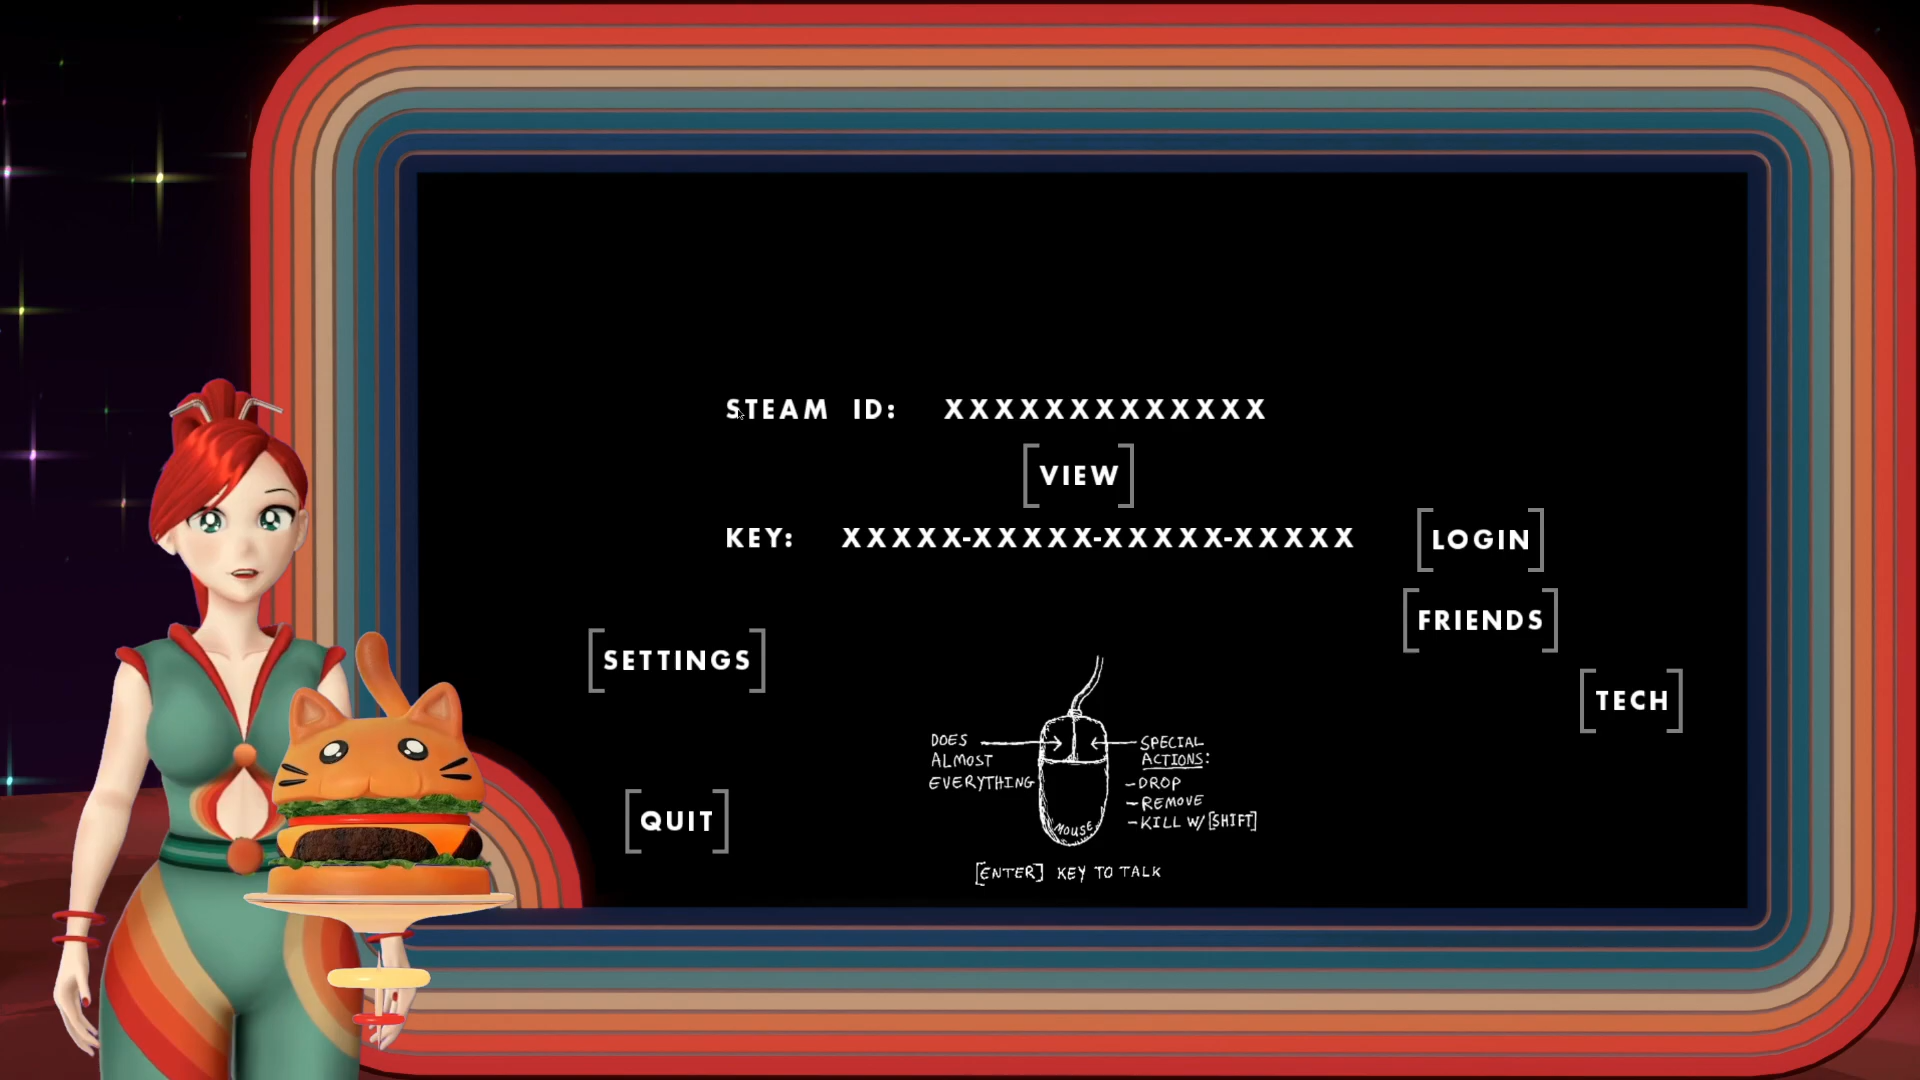 STEAM ID: XXXXXXXXXXXXX
VIEW
KEY: XXXXX-XXXXX-XXXXX-XXXXX
LOGIN
FRIENDS
SETTINGS
TECH
DOES
ALMOST
EVERYTHING
SPECIAL
ACTIONS:
-DROP
-REMOVE
-KILL W/[SHIFT]
MOUSE
QUIT
[ENTER] KEY TO TALK